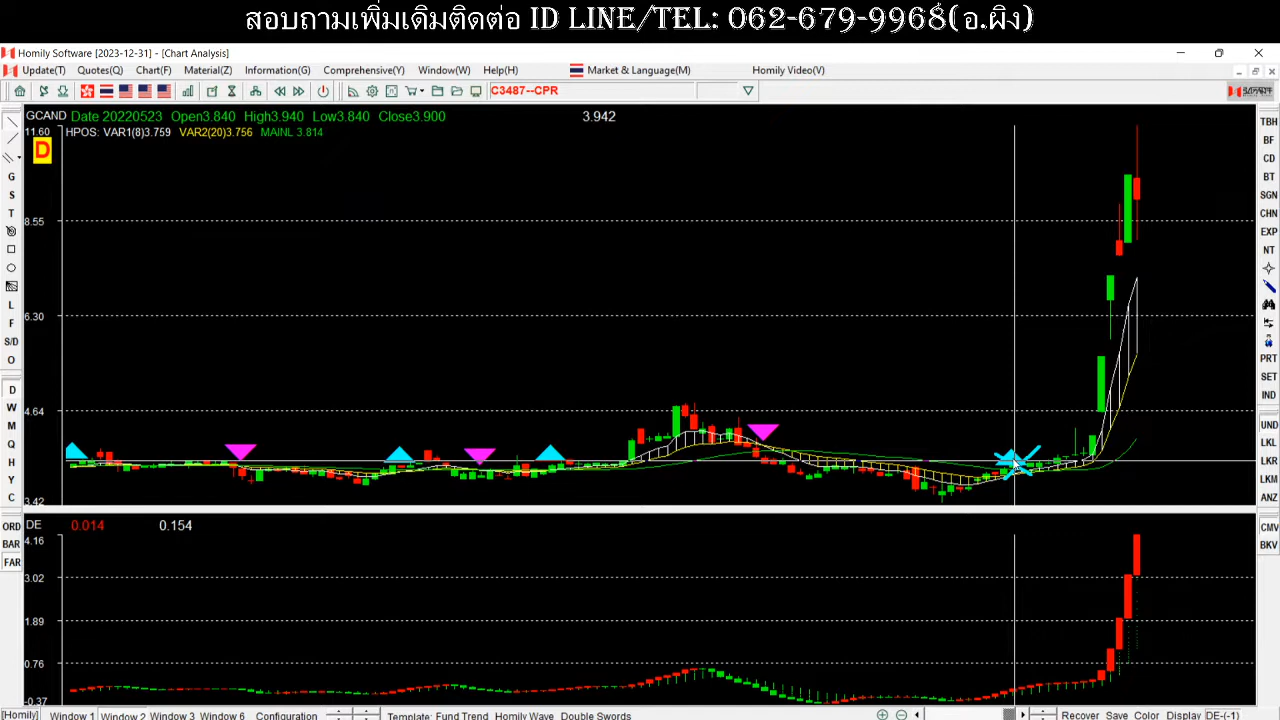 สอบถามเพิ่มเติมติดต่อ ID LINE/TEL: 062-679-9968(อ.ผิง)
Homily Software [2023-12-31] - [Chart Analysis]
Update(T) Quotes(Q) Chart(F) Material(Z) Information(G) Comprehensive(Y) Window(W) Help(H) Market & Language(M) Homily Video(V)
C3487--CPR
GCAND Date 20220523 Open3.840 High3.940 Low3.840 Close3.900 3.942
HPOS: VAR1(8)3.759 VAR2(20)3.756 MAINL 3.814
D
11.60
8.55
6.30
4.64
3.42
DE 0.014 0.154
4.16
3.02
1.89
0.76
-0.37
G
S
T
L
F
S/D
O
D
W
M
Q
H
Y
C
ORD
BAR
FAR
TBH
BF
CD
BT
SGN
CHN
EXP
NT
PRT
SET
IND
UND
LKL
LKR
LKM
ANZ
CMV
BKV
[Homily] Window 1 Window 2 Window 3 Window 6 Configuration Template: Fund Trend Homily Wave Double Swords Recover Save Color Display DE-(-1)